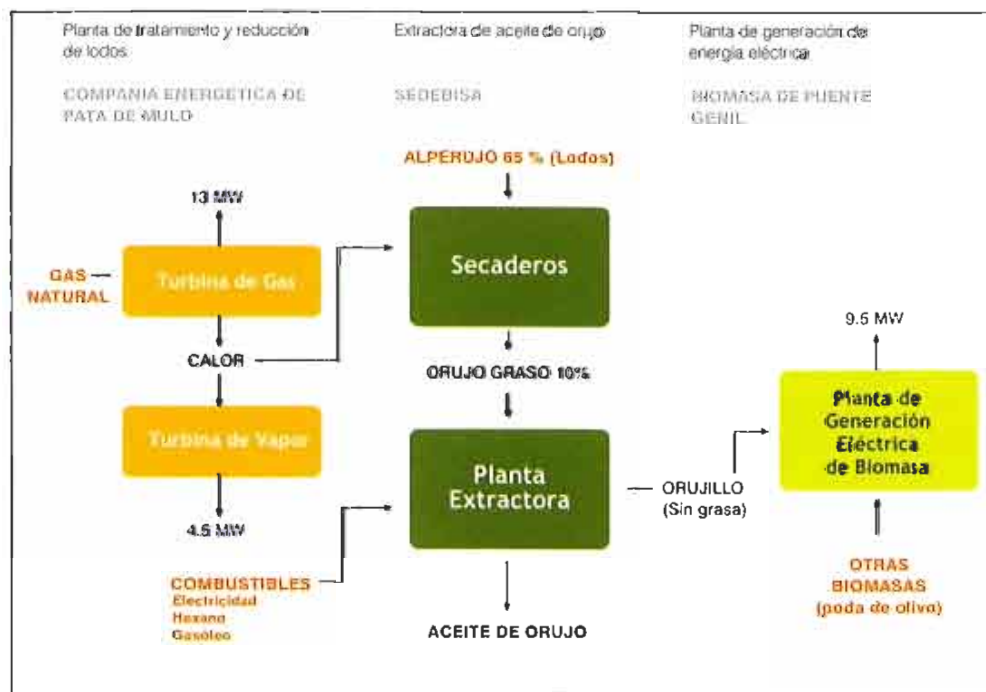 Planta de tratamiento y reducción
de lodos
COMPAÑIA ENERGÉTICA DE
PATA DE MULO
Extractora de aceite de orujo
SEDEBISA
Planta de generación de
energía eléctrica
BIOMASA DE PUENTE
GENIL
ALPERUJO 65 % (Lodos)
13 MW
GAS
NATURAL
Turbina de Gas
Secaderos
CALOR
ORUJO GRASO 10%
9.5 MW
Turbina de Vapor
Planta
Extractora
Planta de
Generación
Eléctrica
de Biomasa
ORUJILLO
(Sin grasa)
4.5 MW
COMBUSTIBLES
Electricidad
Hexano
Gasóleo
OTRAS
BIOMASAS
(poda de olivo)
ACEITE DE ORUJO